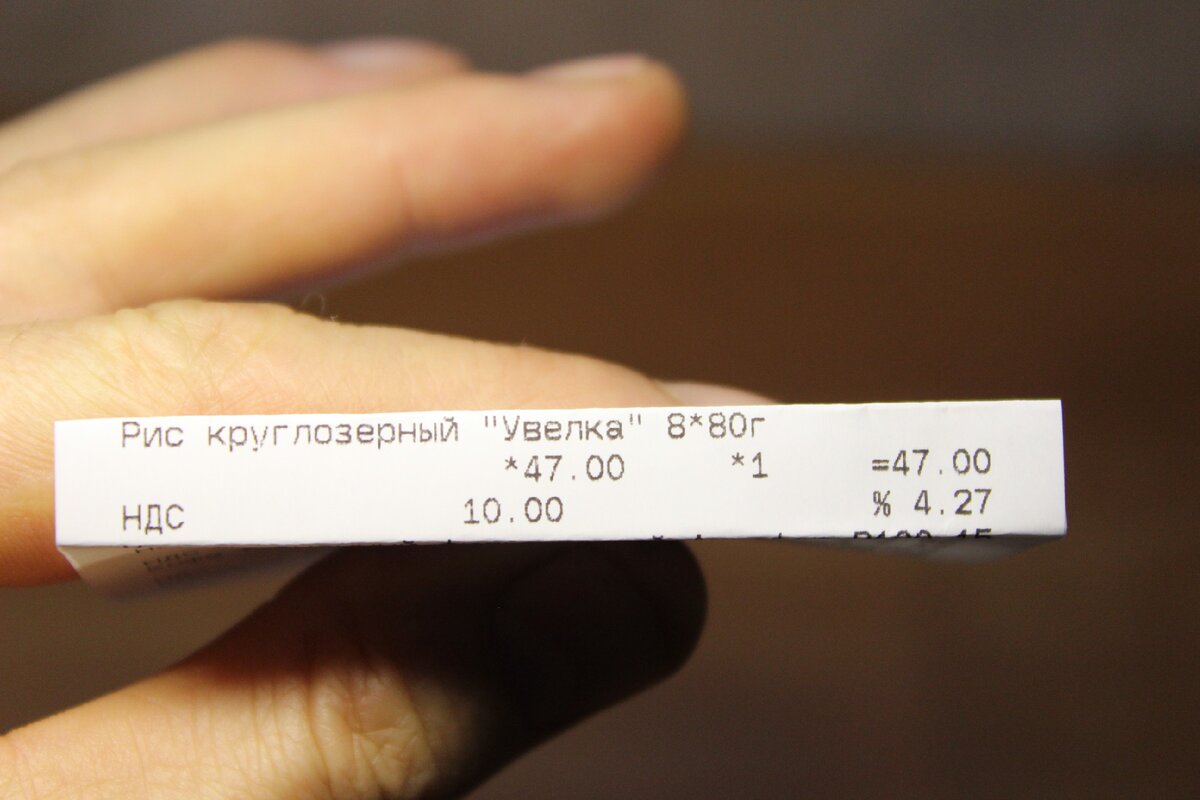 Рис круглозерный "Увелка" 8*80г
*47.00 *1 =47.00
НДС 10.00 % 4.27